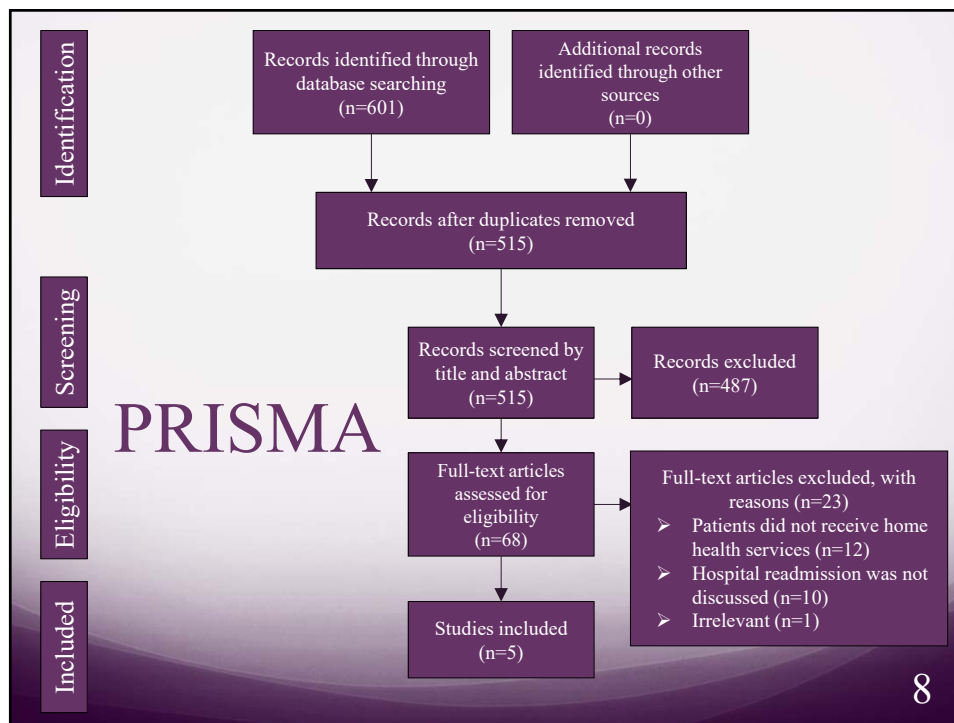 Identification
Records identified through
database searching
(n=601)
Additional records
identified through other
sources
(n=0)
Records after duplicates removed
(n=515)
Screening
Records screened by
title and abstract
(n=515)
Records excluded
(n=487)
PRISMA
Eligibility
Full-text articles
assessed for
eligibility
(n=68)
Full-text articles excluded, with
reasons (n=23)
➢ Patients did not receive home
health services (n=12)
➢ Hospital readmission was not
discussed (n=10)
➢ Irrelevant (n=1)
Included
Studies included
(n=5)
8